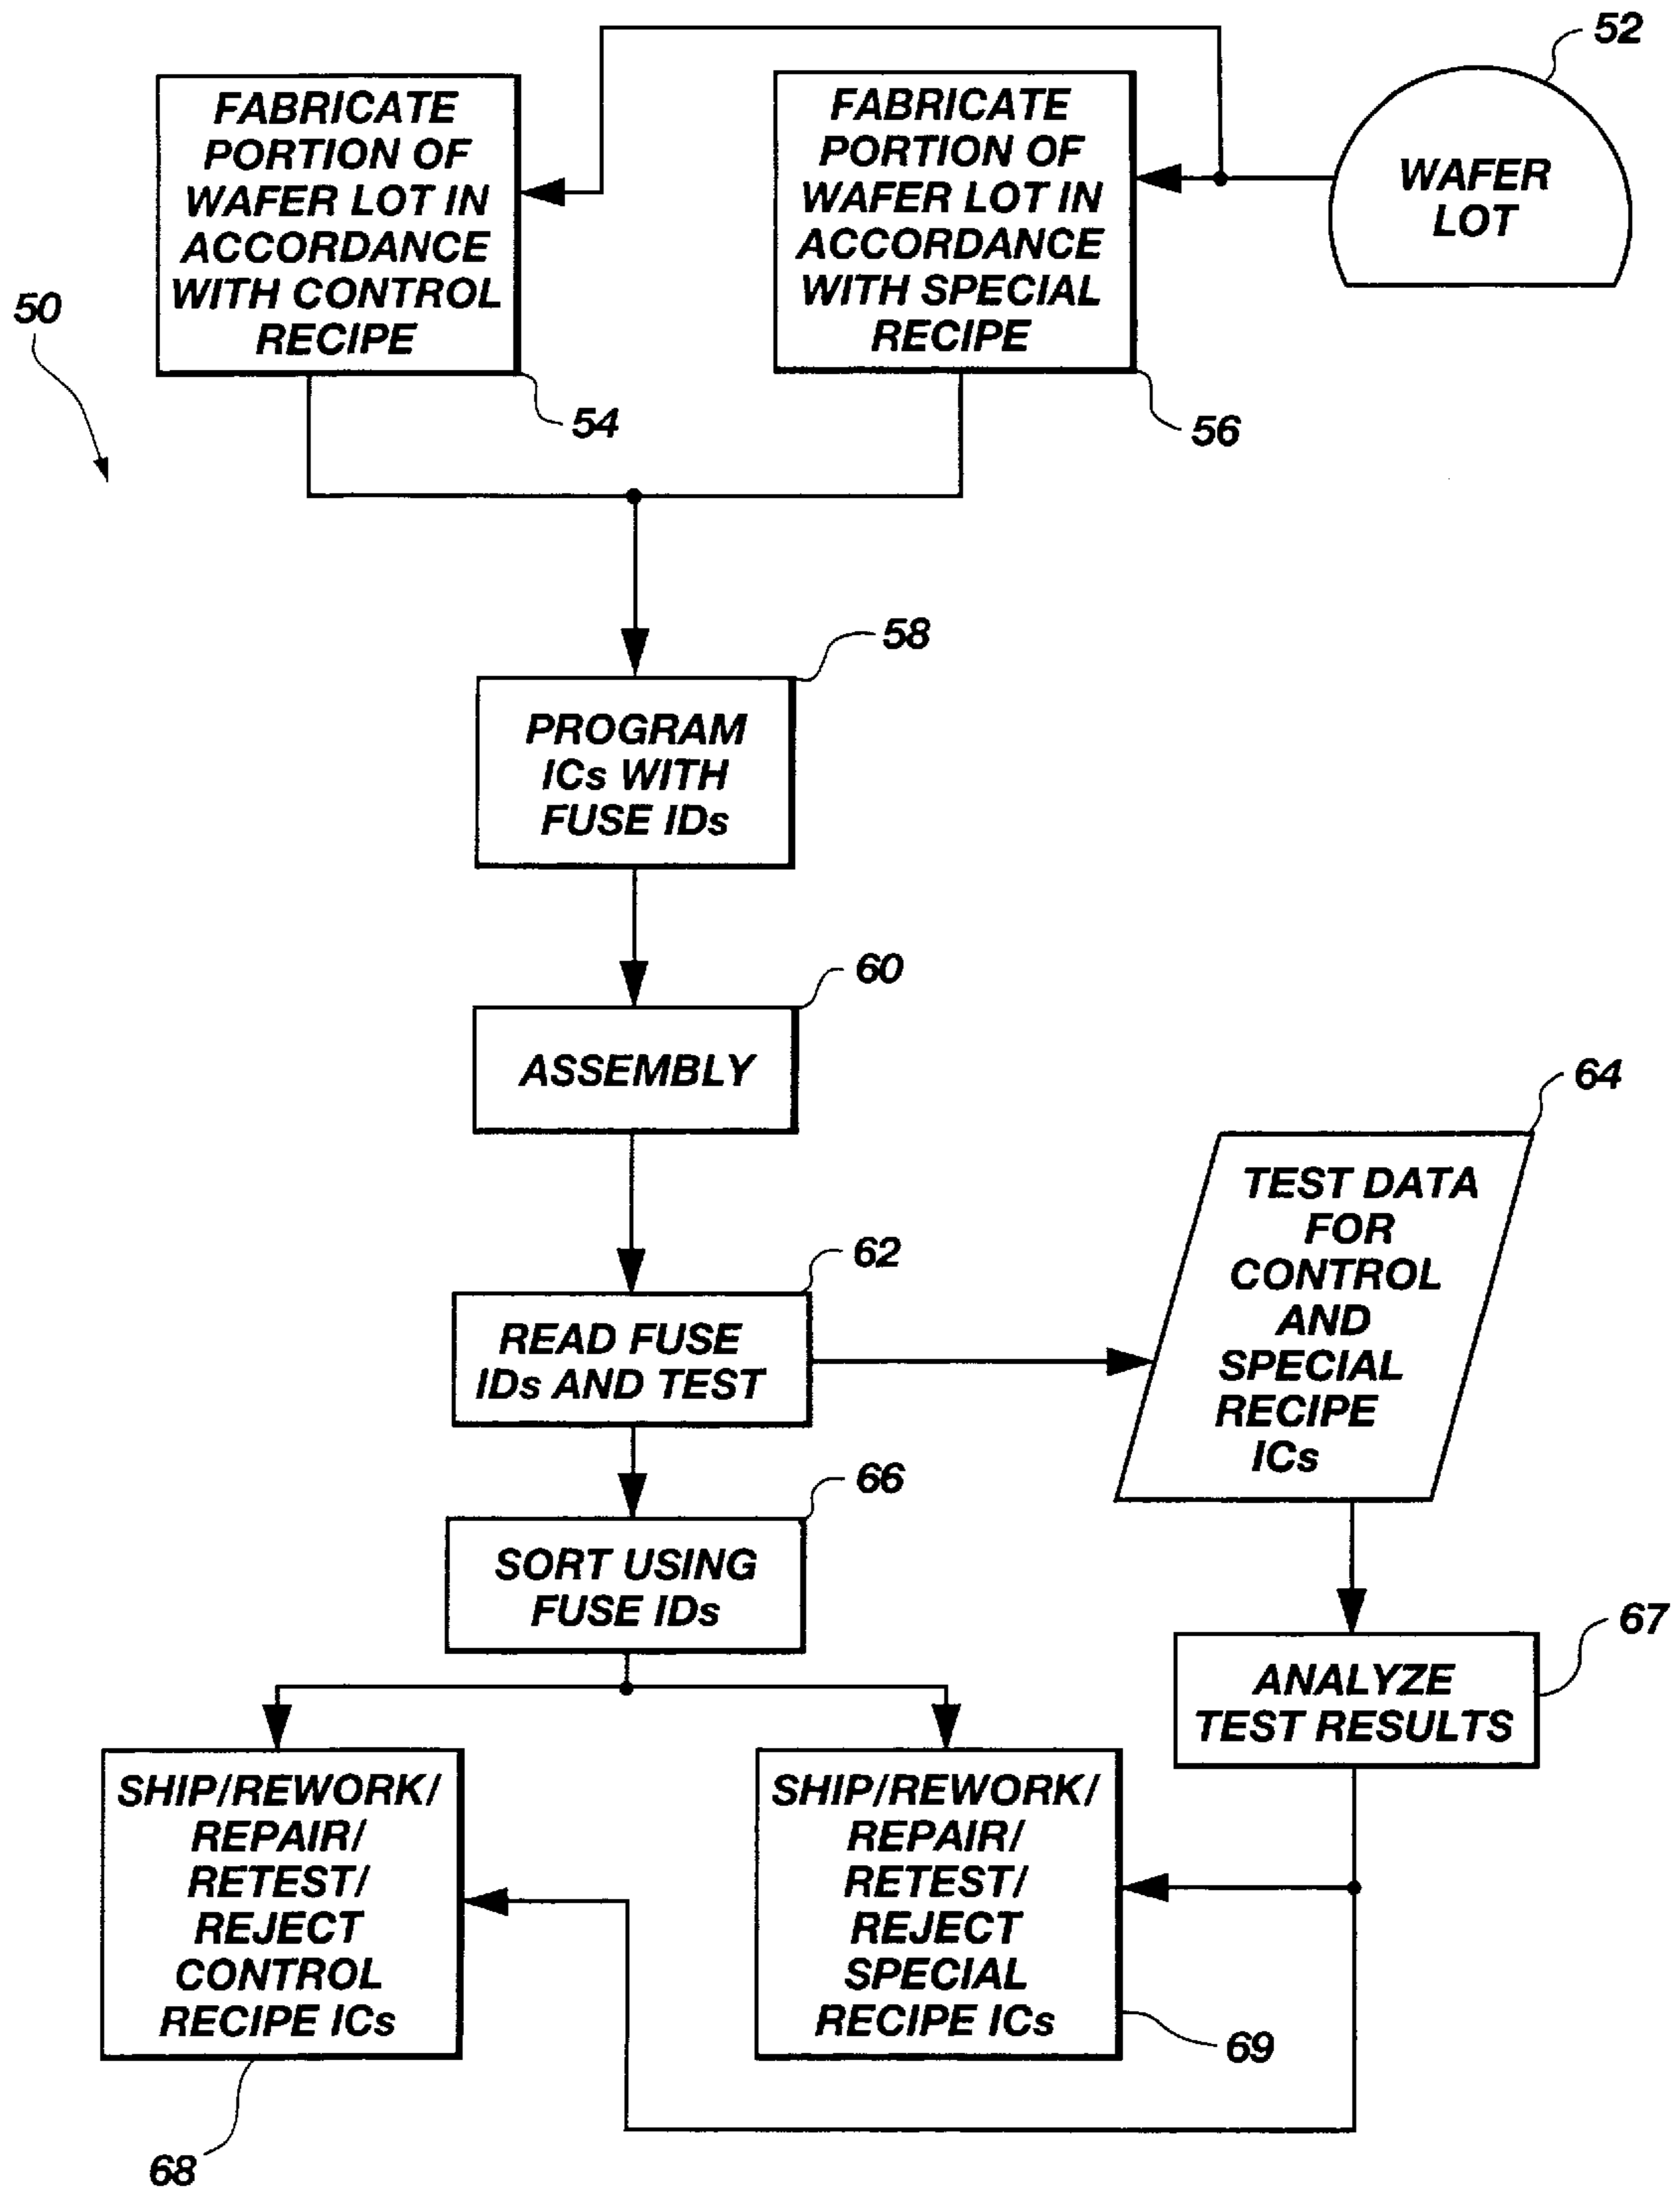 52
FABRICATE
PORTION OF
WAFER LOT IN
ACCORDANCE
WITH CONTROL
RECIPE
FABRICATE
PORTION OF
WAFER LOT IN
ACCORDANCE
WITH SPECIAL
RECIPE
WAFER
LOT
50
54
56
58
PROGRAM
ICs WITH
FUSE IDs
60
ASSEMBLY
64
TEST DATA
FOR
CONTROL
AND
SPECIAL
RECIPE
ICs
62
READ FUSE
IDs AND TEST
66
SORT USING
FUSE IDs
67
ANALYZE
TEST RESULTS
SHIP/REWORK/
REPAIR/
RETEST/
REJECT
CONTROL
RECIPE ICs
SHIP/REWORK/
REPAIR/
RETEST/
REJECT
SPECIAL
RECIPE ICs
69
68